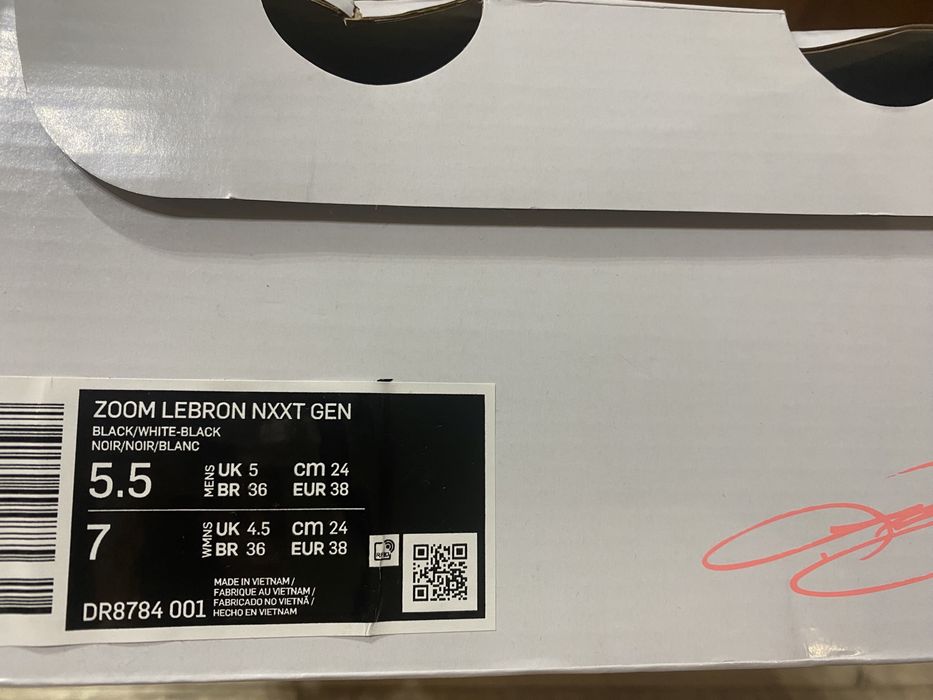 ZOOM LEBRON NXXT GEN
BLACK/WHITE-BLACK
NOIR/NOIR/BLANC
5.5 MENS UK 5 cm 24
BR 36 EUR 38
7 WMNS UK 4.5 cm 24
BR 36 EUR 38
RFID
MADE IN VIETNAM /
FABRIQUE AU VIETNAM /
FABRICADO NO VIETNÃ /
DR8784 001 HECHO EN VIETNAM